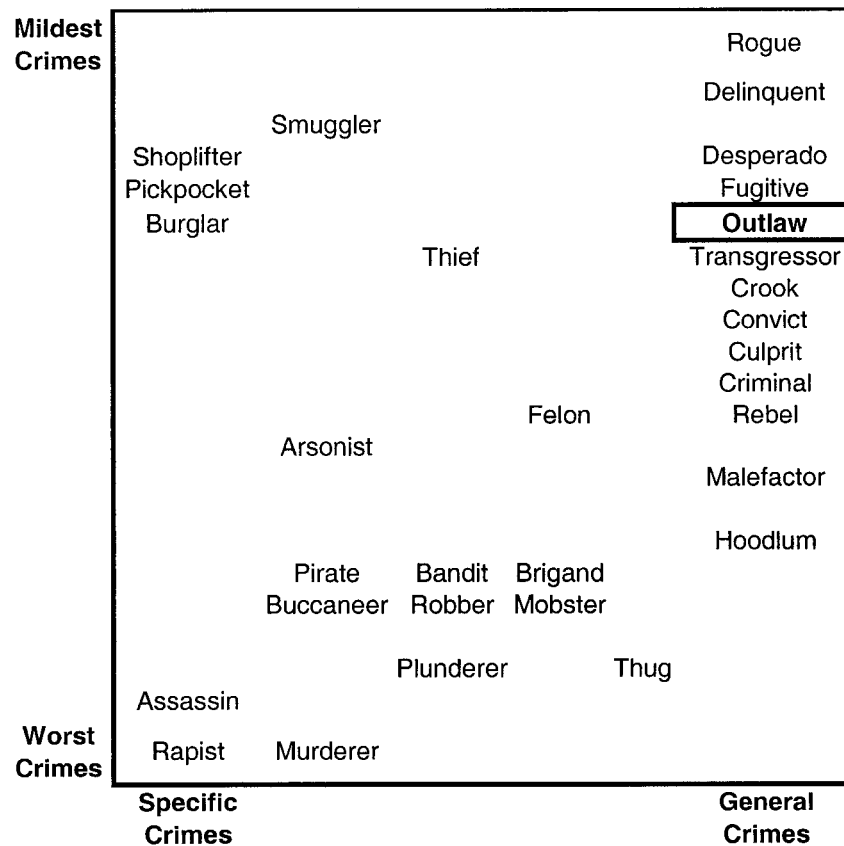 Mildest
Crimes
Rogue
Delinquent
Smuggler
Shoplifter Desperado
Pickpocket Fugitive
Burglar Outlaw
Thief Transgressor
Crook
Convict
Culprit
Criminal
Felon Rebel
Arsonist
Malefactor
Hoodlum
Pirate Bandit Brigand
Buccaneer Robber Mobster
Plunderer Thug
Assassin
Worst
Crimes
Rapist Murderer
Specific
Crimes
General
Crimes